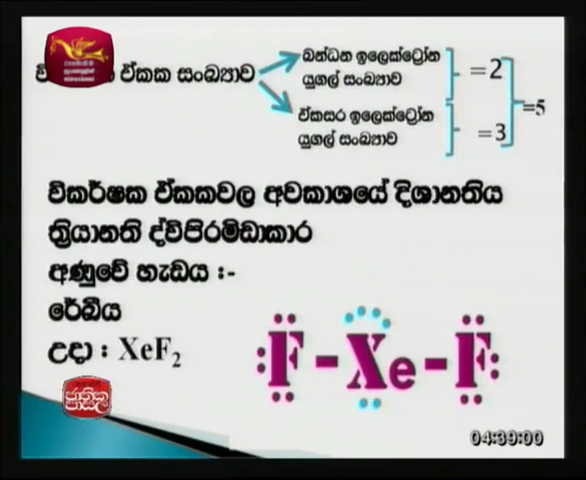 ඒකක සංඛ්‍යාව
බන්ධන ඉලෙක්ට්‍රෝන
යුගල් සංඛ්‍යාව
=2
ඒකසර ඉලෙක්ට්‍රෝන
යුගල් සංඛ්‍යාව
=3
=5
විකර්ෂක ඒකකවල අවකාශයේ දිශානතිය
ත්‍රියානති ද්විපිරමිඩාකාර
අණුවේ හැඩය :-
රේඛීය
උදා : XeF₂
F - Xe - F
ජාතික
පාසල
04:39:00